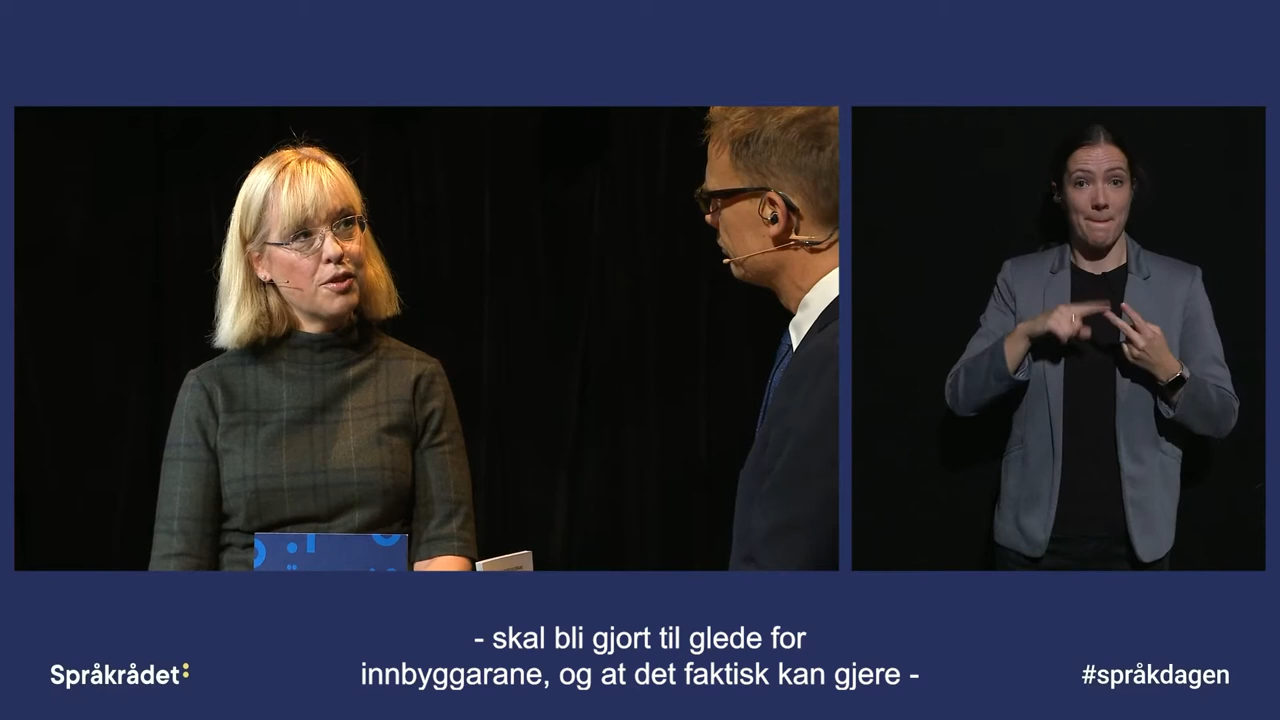 - skal bli gjort til glede for
innbyggarane, og at det faktisk kan gjere -
Språkrådet:
#språkdagen